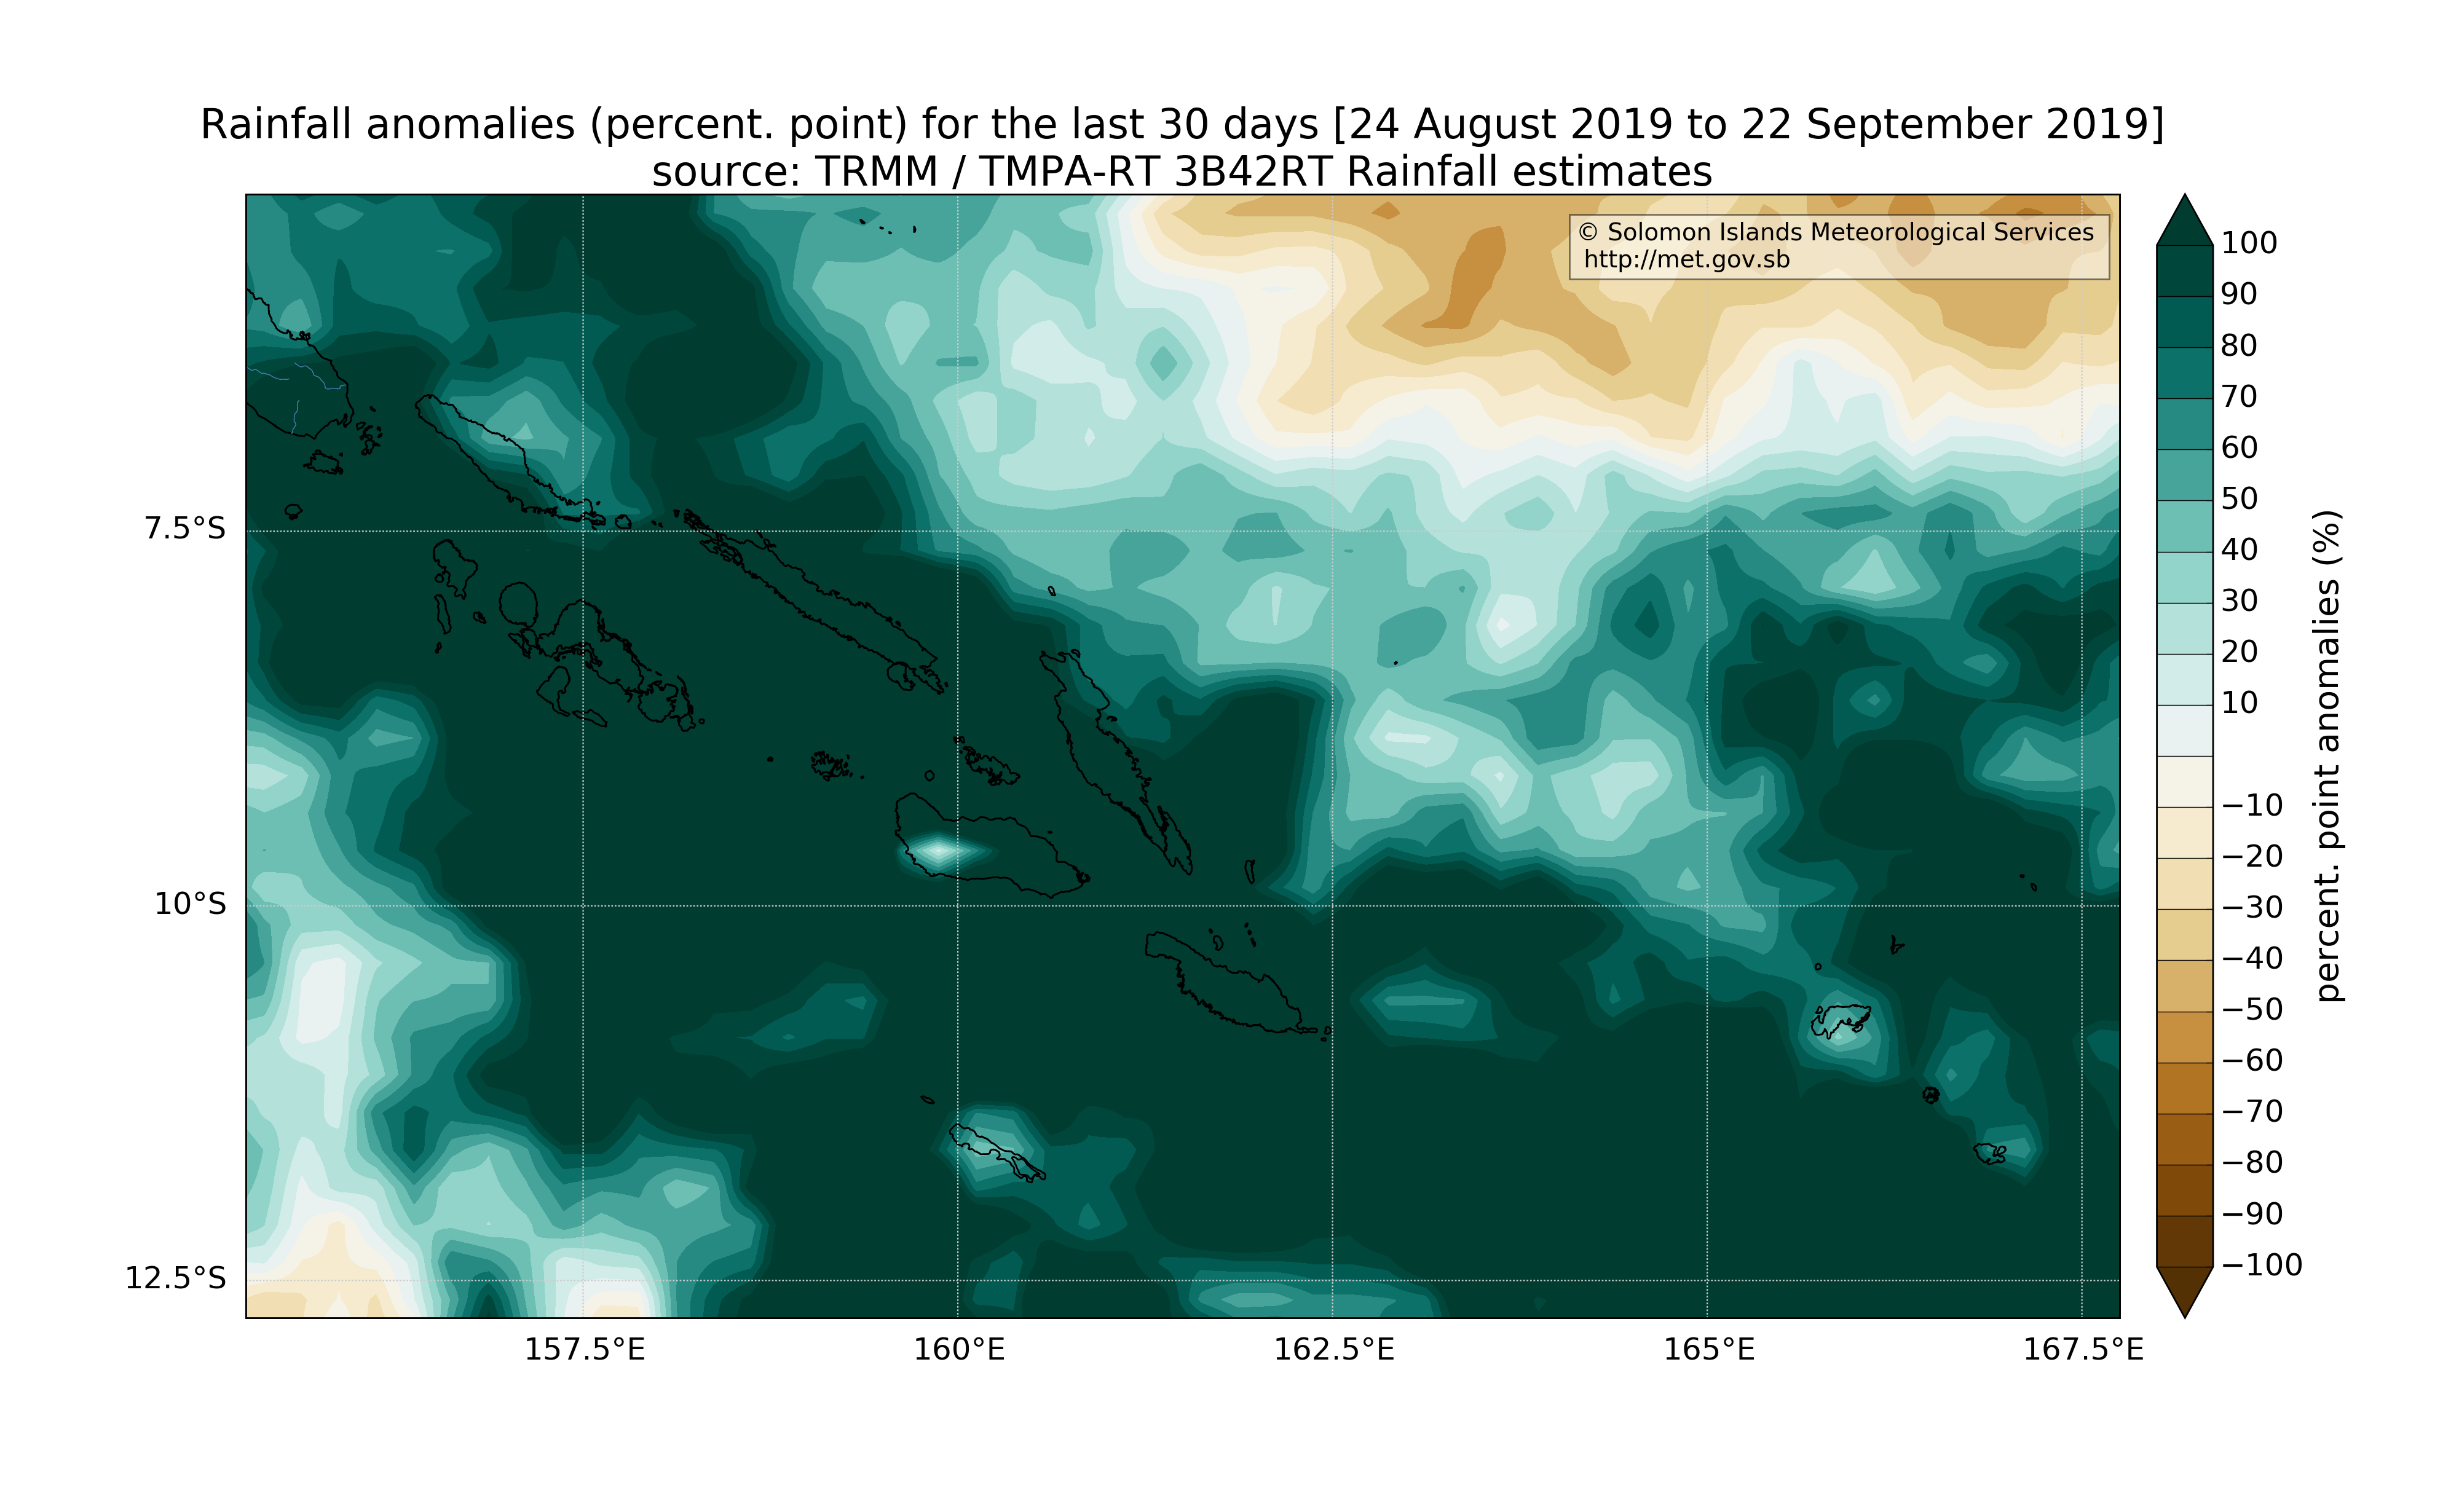 Rainfall anomalies (percent. point) for the last 30 days [24 August 2019 to 22 September 2019]
source: TRMM / TMPA-RT 3B42RT Rainfall estimates
© Solomon Islands Meteorological Services
http://met.gov.sb
7.5°S
10°S
12.5°S
157.5°E
160°E
162.5°E
165°E
167.5°E
100
90
80
70
60
50
40
30
20
10
−10
−20
−30
−40
−50
−60
−70
−80
−90
−100
percent. point anomalies (%)